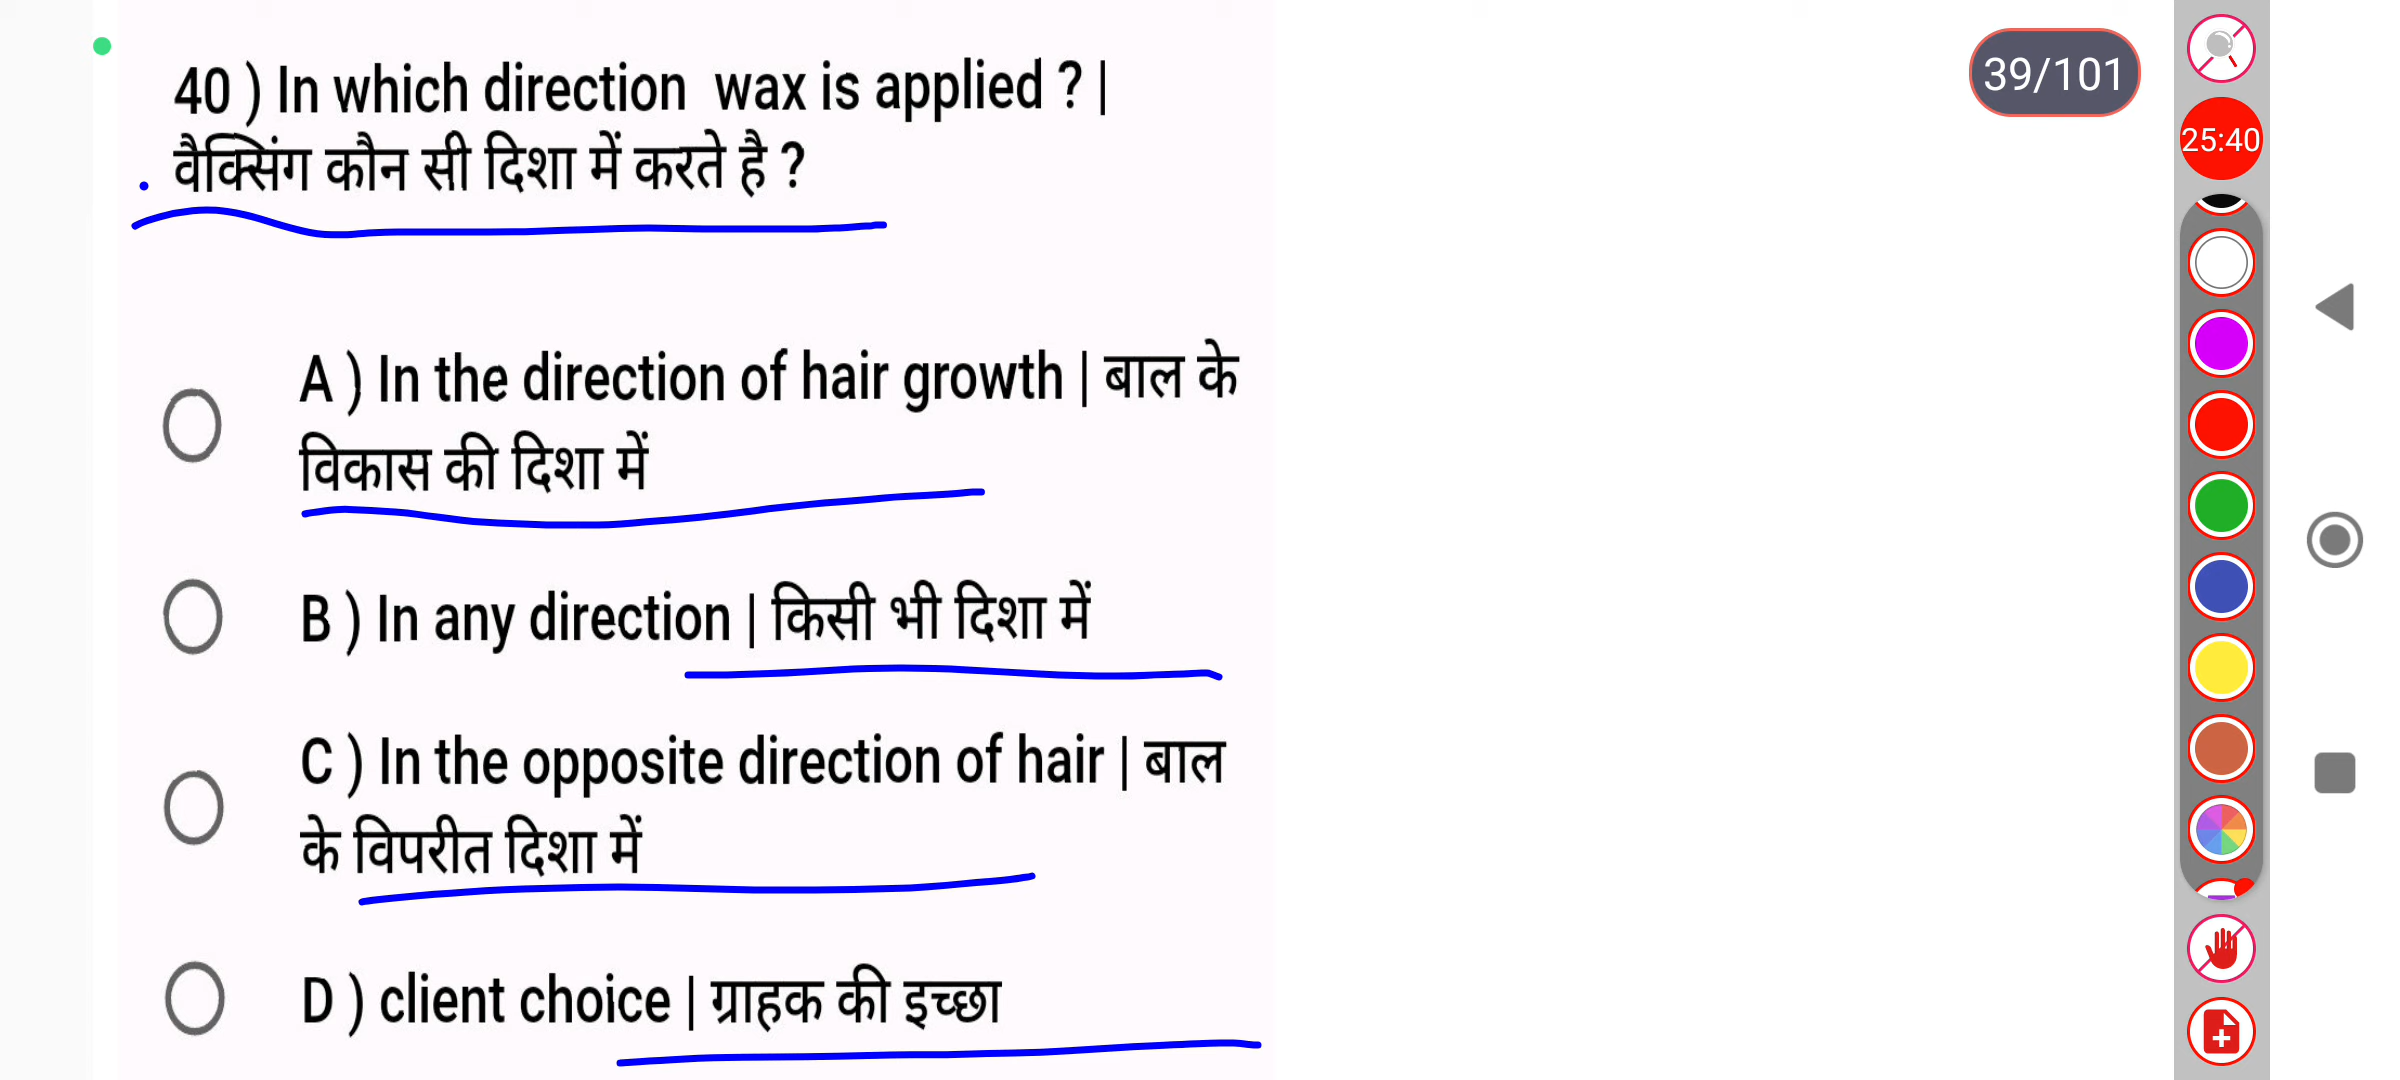 40 ) In which direction wax is applied ? |
वैक्सिंग कौन सी दिशा में करते है ?
A ) In the direction of hair growth | बाल के
विकास की दिशा में
B ) In any direction | किसी भी दिशा में
C ) In the opposite direction of hair | बाल
के विपरीत दिशा में
D ) client choice | ग्राहक की इच्छा
39/101
25:40